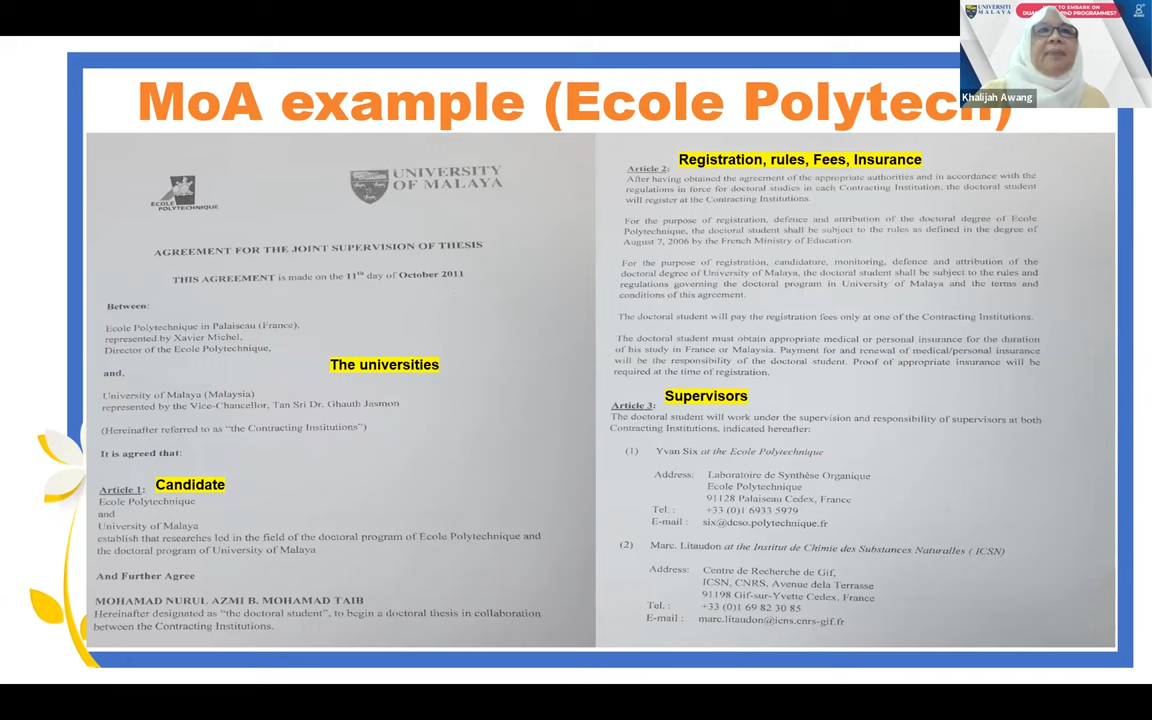 MoA example (Ecole Polytech)
UNIVERSITI
MALAYA
TO EMBARK ON
PROGRAMMES?
Khalijah Awang
ECOLE
POLYTECHNIQUE
UNIVERSITY
OF MALAYA
AGREEMENT FOR THE JOINT SUPERVISION OF THESIS
THIS AGREEMENT is made on the 11th day of October 2011
Between:
Ecole Polytechnique in Palaiseau (France),
represented by Xavier Michel,
Director of the Ecole Polytechnique,
The universities
and,
University of Malaya (Malaysia)
represented by the Vice-Chancellor, Tan Sri Dr. Ghauth Jasmon
(Hereinafter referred to as “the Contracting Institutions”)
It is agreed that:
Article 1: Candidate
Ecole Polytechnique
and
University of Malaya
establish that researches led in the field of the doctoral program of Ecole Polytechnique and
the doctoral program of University of Malaya
And Further Agree
MOHAMAD NURUL AZMI B. MOHAMAD TAIB
Hereinafter designated as “the doctoral student”, to begin a doctoral thesis in collaboration
between the Contracting Institutions.
Registration, rules, Fees, Insurance
Article 2:
After having obtained the agreement of the appropriate authorities and in accordance with the
regulations in force for doctoral studies in each Contracting Institution, the doctoral student
will register at the Contracting Institutions.
For the purpose of registration, defence and attribution of the doctoral degree of Ecole
Polytechnique, the doctoral student shall be subject to the rules as defined in the degree of
August 7, 2006 by the French Ministry of Education.
For the purpose of registration, candidature, monitoring, defence and attribution of the
doctoral degree of University of Malaya, the doctoral student shall be subject to the rules and
regulations governing the doctoral program in University of Malaya and the terms and
conditions of this agreement.
The doctoral student will pay the registration fees only at one of the Contracting Institutions.
The doctoral student must obtain appropriate medical or personal insurance for the duration
of his study in France or Malaysia. Payment for and renewal of medical/personal insurance
will be the responsibility of the doctoral student. Proof of appropriate insurance will be
required at the time of registration.
Supervisors
Article 3:
The doctoral student will work under the supervision and responsibility of supervisors at both
Contracting Institutions, indicated hereafter:
(1) Yvan Six at the Ecole Polytechnique
Address: Laboratoire de Synthèse Organique
Ecole Polytechnique
91128 Palaiseau Cedex, France
Tel. : +33 (0)1 6933 5979
E-mail : six@dcso.polytechnique.fr
(2) Marc. Litaudon at the Institut de Chimie des Substances Naturalles ( ICSN)
Address: Centre de Recherche de Gif,
ICSN, CNRS, Avenue dela Terrasse
91198 Gif-sur-Yvette Cedex, France
Tel. : +33 (0)1 69 82 30 85
E-mail : marc.litaudon@icns.cnrs-gif.fr